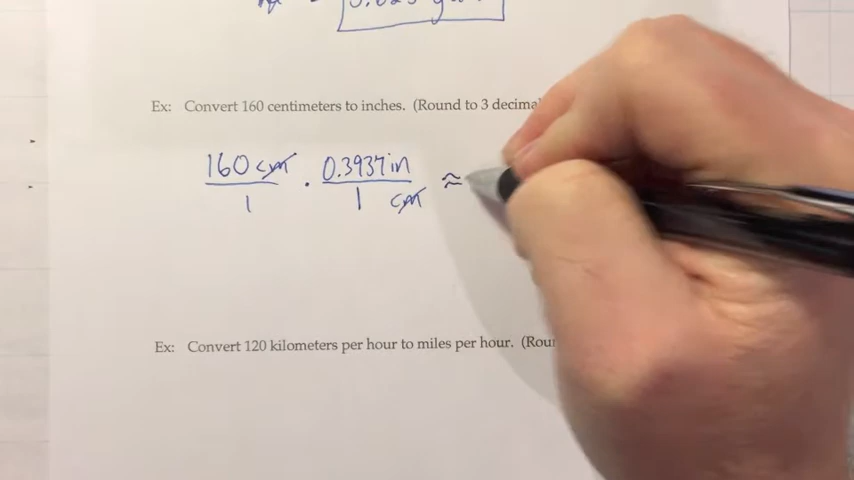 Ex: Convert 160 centimeters to inches. (Round to 3 decima
160 cm · 0.3937 in ≈
1 1 cm
Ex: Convert 120 kilometers per hour to miles per hour. (Roun